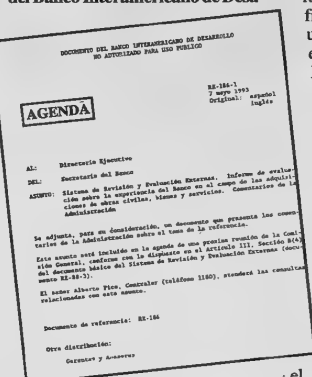 del Banco Interamericano de Desa-
DOCUMENTO DEL BANCO INTERAMERICANO DE DESARROLLO
NO AUTORIZADO PARA USO PUBLICO
RE-186-1
7 mayo 1993
Original: español
inglés
AGENDA
AL: Directorio Ejecutivo
DEL: Secretario del Banco
ASUNTO: Sistema de Revisión y Evaluación Externas. Informe de evalua-
ción sobre la experiencia del Banco en el campo de las adquisi-
ciones de obras civiles, bienes y servicios. Comentarios de la
Administración
Se adjunta, para su consideración, un documento que presenta los comen-
tarios de la Administración sobre el tema de la referencia.
Este asunto será incluido en la agenda de una próxima reunión de la Comi-
sión General, conforme con lo dispuesto en el Artículo III, Sección B(4)
del documento básico del Sistema de Revisión y Evaluación Externas (docu-
mento RE-88-3).
El señor Alberto Pico, Contralor (teléfono 1180), atenderá las consultas
relacionadas con este asunto.
Documento de referencia: RE-186
Otra distribución:
Gerentes y Asesores
el